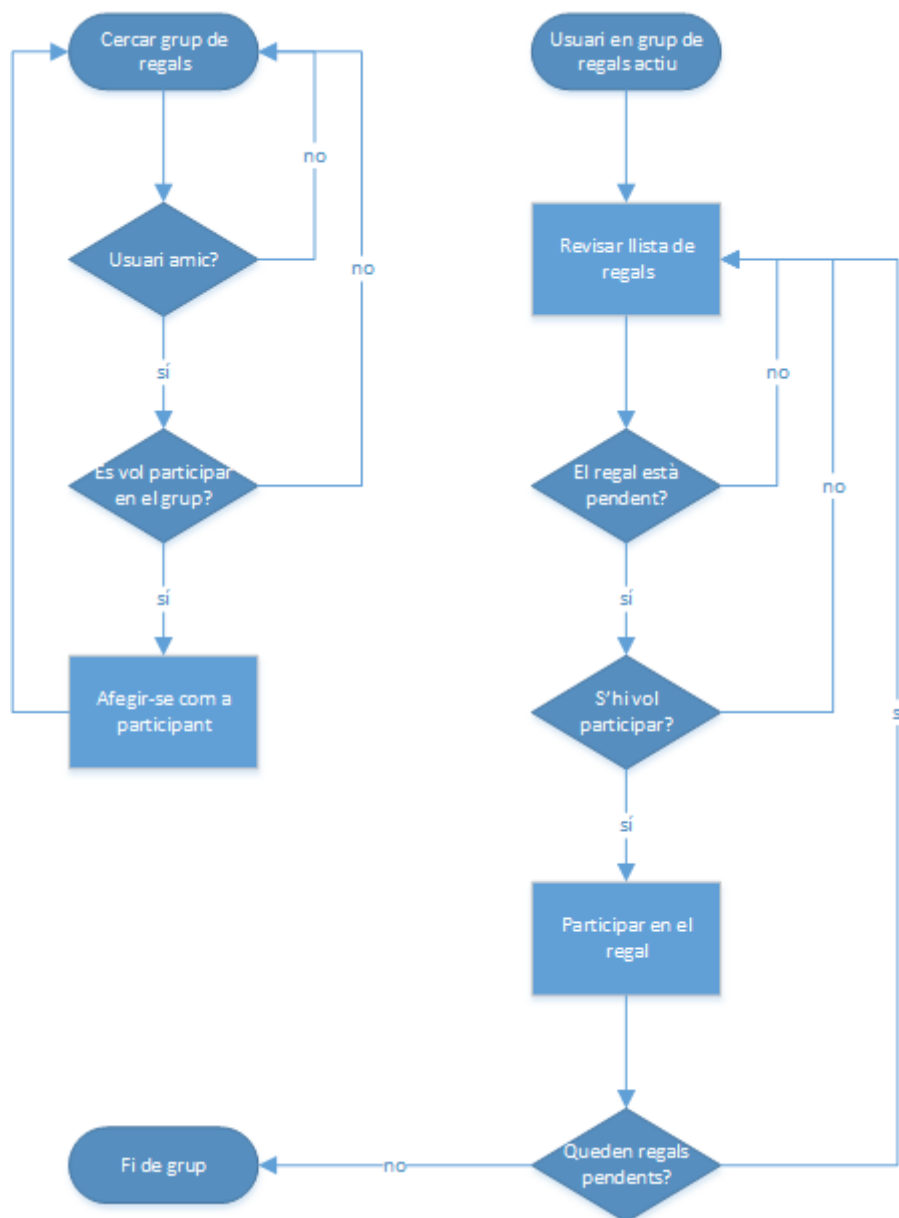 Cercar grup de
regals
no
Usuari amic?
no
sí
Es vol participar
en el grup?
sí
Afegir-se com a
participant
Usuari en grup de
regals actiu
Revisar llista de
regals
no
El regal està
pendent?
no
sí
S'hi vol
participar?
sí
Participar en el
regal
Queden regals
pendents?
no
Fi de grup